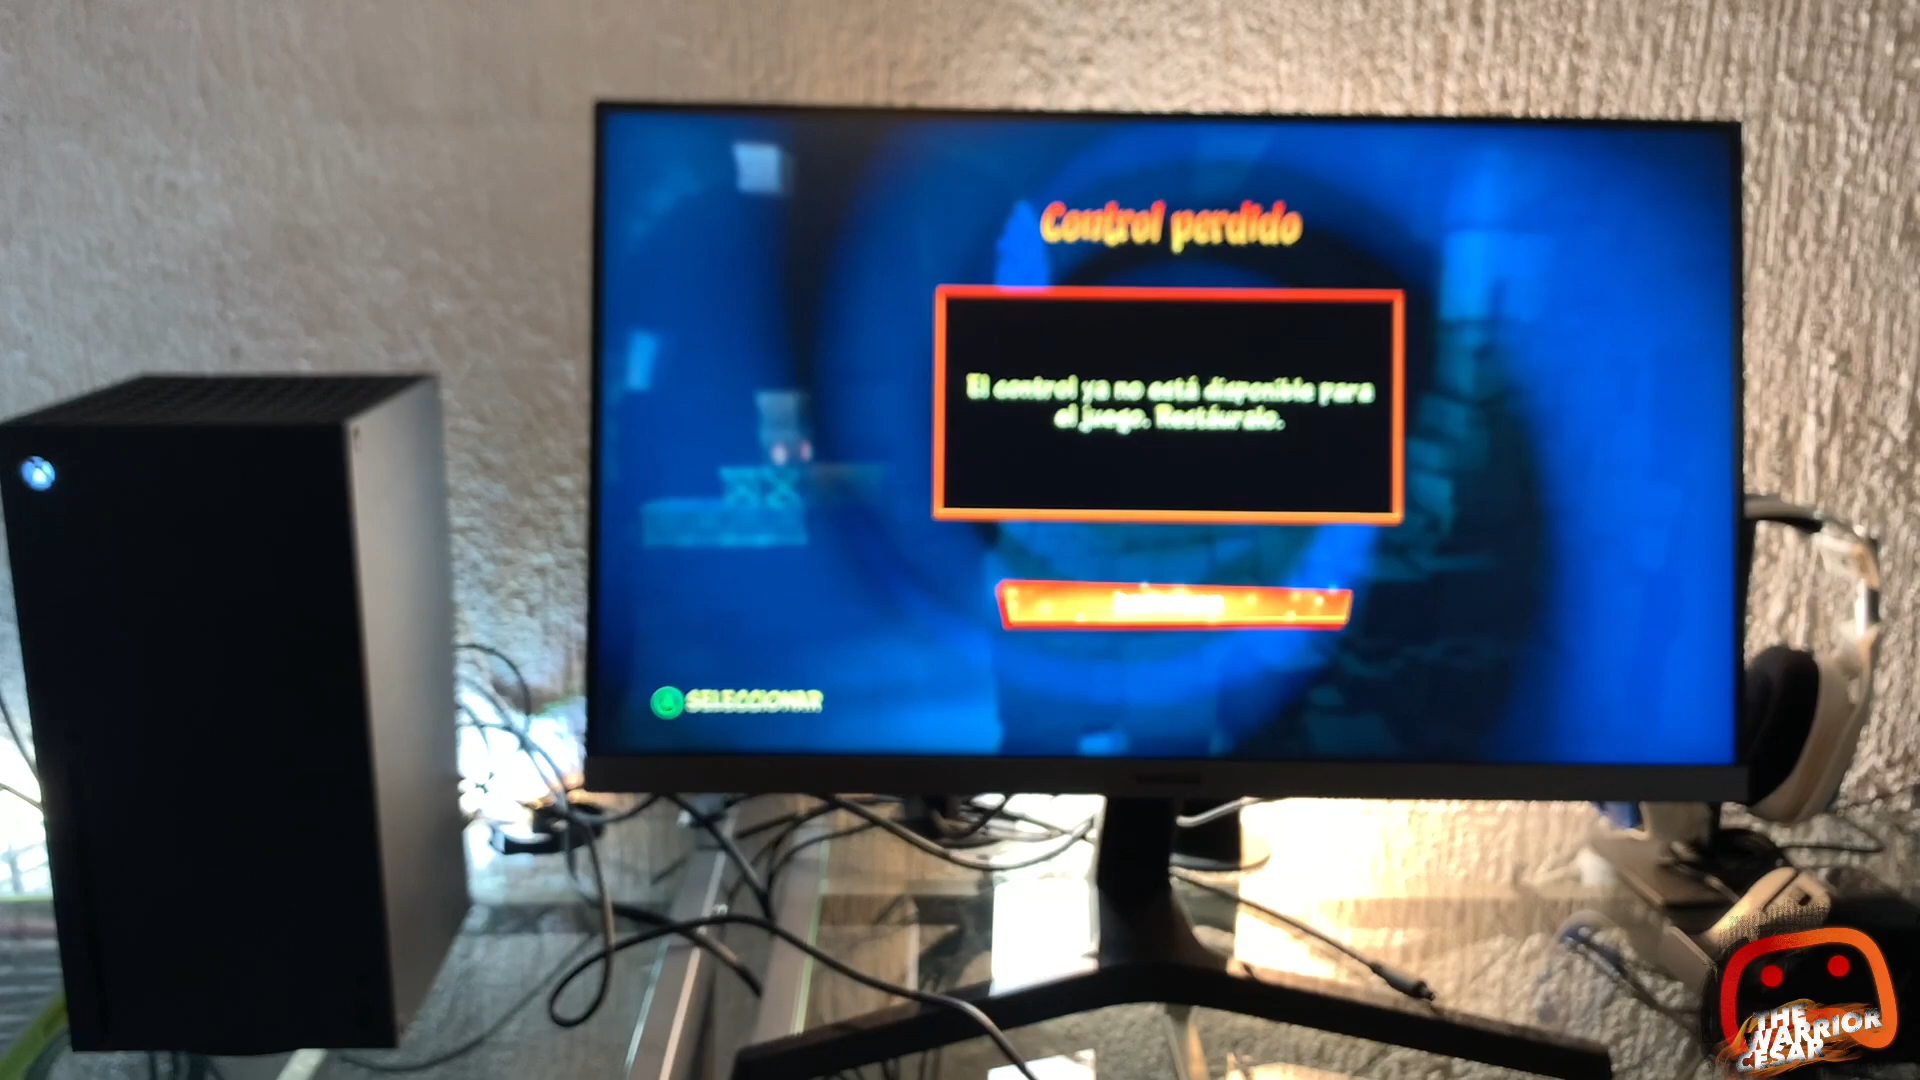 Control perdido
El control ya no está disponible para
el juego. Restáuralo.
SELECCIONAR
THE
WARRIOR
CESAR